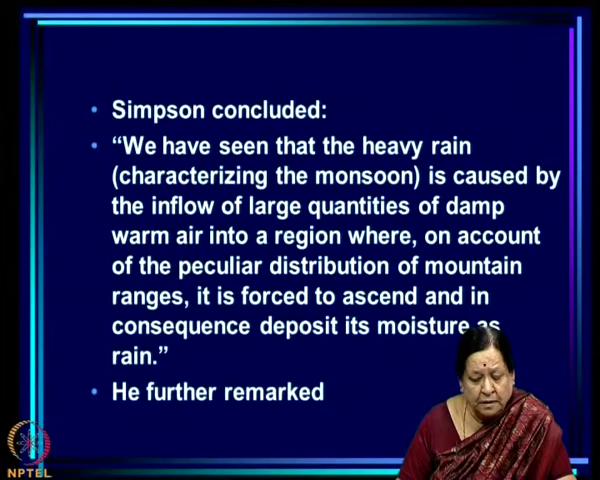 • Simpson concluded:
• “We have seen that the heavy rain
(characterizing the monsoon) is caused by
the inflow of large quantities of damp
warm air into a region where, on account
of the peculiar distribution of mountain
ranges, it is forced to ascend and in
consequence deposit its moisture as
rain.”
• He further remarked
NPTEL